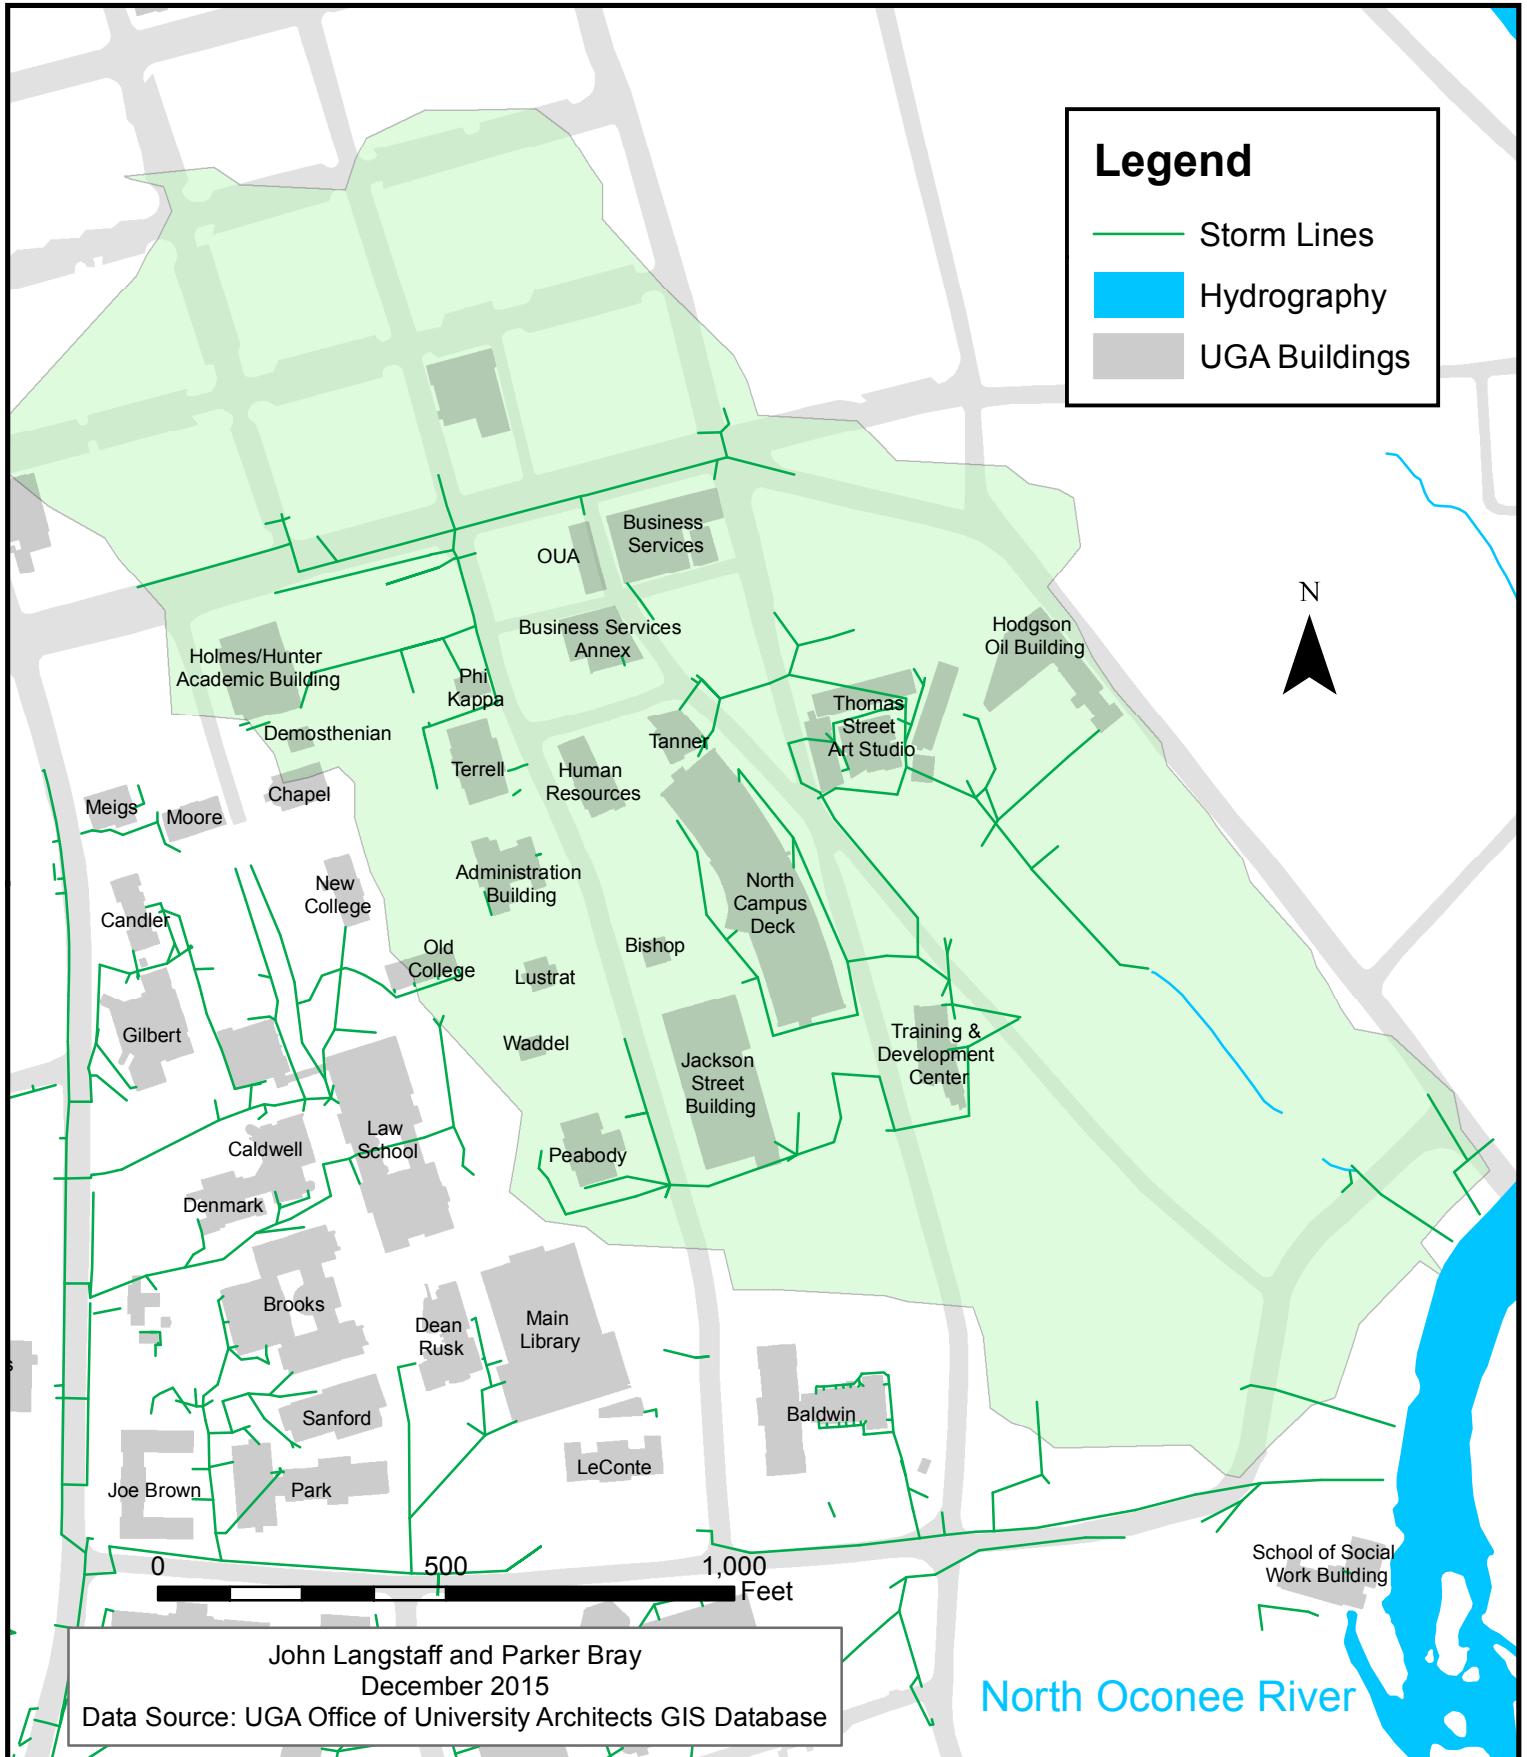 Legend
Storm Lines
Hydrography
UGA Buildings
N
Business
Services
OUA
Business Services
Annex
Hodgson
Oil Building
Holmes/Hunter
Academic Building
Phi
Kappa
Demosthenian
Thomas
Street
Art Studio
Tanner
Terrell
Human
Resources
Chapel
Meigs
Moore
Administration
Building
New
College
North
Campus
Deck
Candler
Old
College
Bishop
Lustrat
Gilbert
Waddel
Training &
Development
Center
Jackson
Street
Building
Law
School
Caldwell
Peabody
Denmark
Brooks
Dean
Rusk
Main
Library
s
Sanford
Baldwin
LeConte
Joe Brown
Park
School of Social
Work Building
0 500 1,000
Feet
John Langstaff and Parker Bray
December 2015
Data Source: UGA Office of University Architects GIS Database
North Oconee River